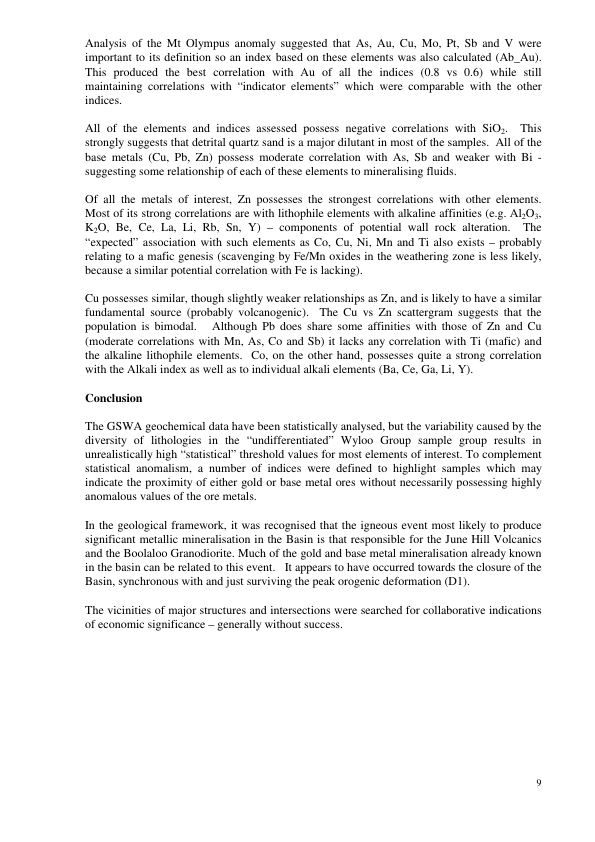 Analysis of the Mt Olympus anomaly suggested that As, Au, Cu, Mo, Pt, Sb and V were
important to its definition so an index based on these elements was also calculated (Ab_Au).
This produced the best correlation with Au of all the indices (0.8 vs 0.6) while still
maintaining correlations with “indicator elements” which were comparable with the other
indices.
All of the elements and indices assessed possess negative correlations with SiO₂. This
strongly suggests that detrital quartz sand is a major dilutant in most of the samples. All of the
base metals (Cu, Pb, Zn) possess moderate correlation with As, Sb and weaker with Bi -
suggesting some relationship of each of these elements to mineralising fluids.
Of all the metals of interest, Zn possesses the strongest correlations with other elements.
Most of its strong correlations are with lithophile elements with alkaline affinities (e.g. Al₂O₃,
K₂O, Be, Ce, La, Li, Rb, Sn, Y) – components of potential wall rock alteration. The
“expected” association with such elements as Co, Cu, Ni, Mn and Ti also exists – probably
relating to a mafic genesis (scavenging by Fe/Mn oxides in the weathering zone is less likely,
because a similar potential correlation with Fe is lacking).
Cu possesses similar, though slightly weaker relationships as Zn, and is likely to have a similar
fundamental source (probably volcanogenic). The Cu vs Zn scattergram suggests that the
population is bimodal. Although Pb does share some affinities with those of Zn and Cu
(moderate correlations with Mn, As, Co and Sb) it lacks any correlation with Ti (mafic) and
the alkaline lithophile elements. Co, on the other hand, possesses quite a strong correlation
with the Alkali index as well as to individual alkali elements (Ba, Ce, Ga, Li, Y).
Conclusion
The GSWA geochemical data have been statistically analysed, but the variability caused by the
diversity of lithologies in the “undifferentiated” Wyloo Group sample group results in
unrealistically high “statistical” threshold values for most elements of interest. To complement
statistical anomalism, a number of indices were defined to highlight samples which may
indicate the proximity of either gold or base metal ores without necessarily possessing highly
anomalous values of the ore metals.
In the geological framework, it was recognised that the igneous event most likely to produce
significant metallic mineralisation in the Basin is that responsible for the June Hill Volcanics
and the Boolaloo Granodiorite. Much of the gold and base metal mineralisation already known
in the basin can be related to this event. It appears to have occurred towards the closure of the
Basin, synchronous with and just surviving the peak orogenic deformation (D1).
The vicinities of major structures and intersections were searched for collaborative indications
of economic significance – generally without success.
9